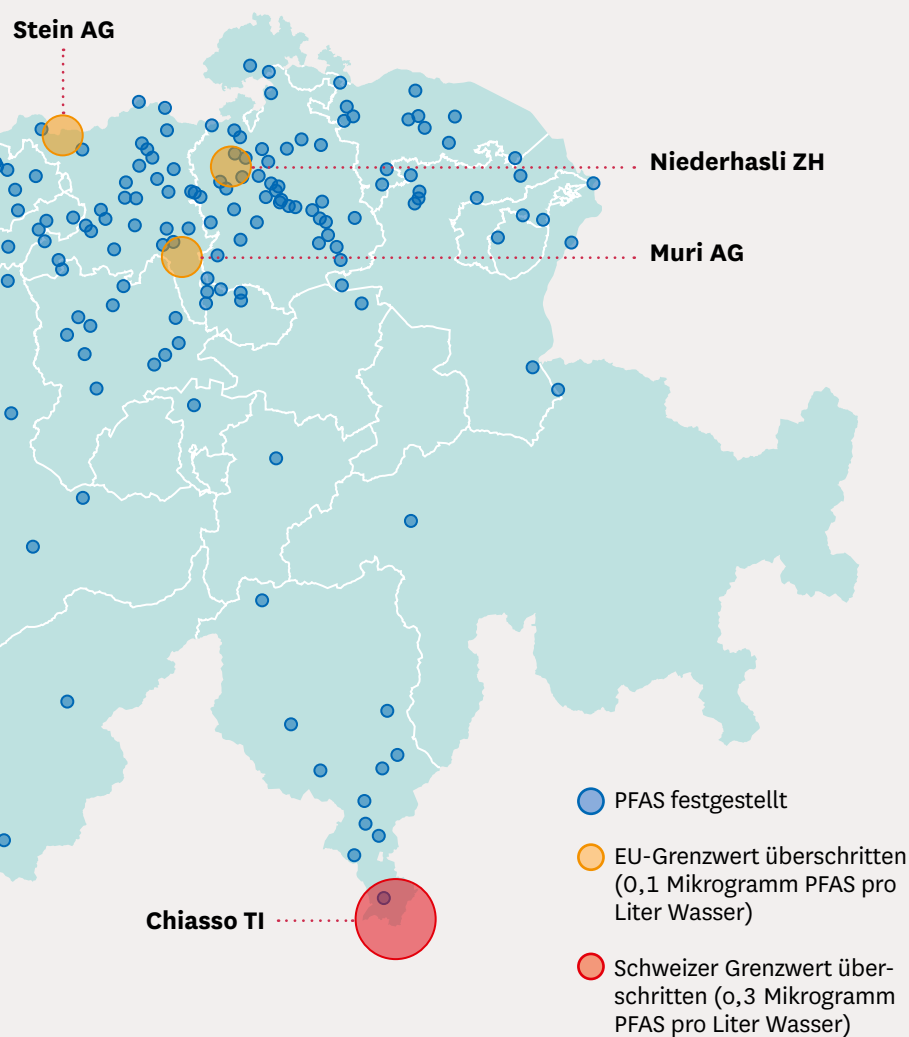 Stein AG
Niederhasli ZH
Muri AG
Chiasso TI
PFAS festgestellt
EU-Grenzwert überschritten
(0,1 Mikrogramm PFAS pro
Liter Wasser)
Schweizer Grenzwert über-
schritten (0,3 Mikrogramm
PFAS pro Liter Wasser)